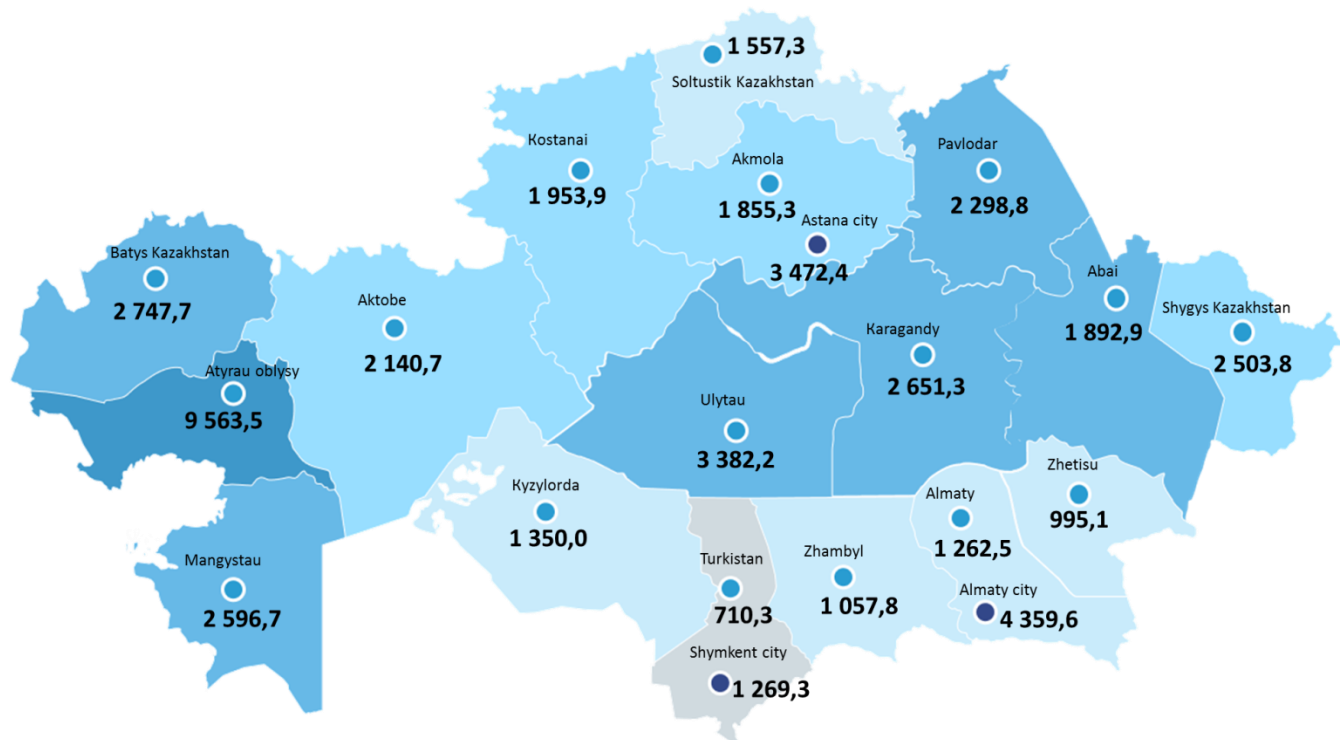 1 557,3
Soltustik Kazakhstan
Kostanai
1 953,9
Akmola
1 855,3
Astana city
3 472,4
Pavlodar
2 298,8
Batys Kazakhstan
2 747,7
Aktobe
2 140,7
Abai
1 892,9
Shygys Kazakhstan
2 503,8
Karagandy
2 651,3
Atyrau oblysy
9 563,5
Ulytau
3 382,2
Kyzylorda
1 350,0
Zhetisu
995,1
Almaty
1 262,5
Mangystau
2 596,7
Turkistan
710,3
Zhambyl
1 057,8
Almaty city
4 359,6
Shymkent city
1 269,3